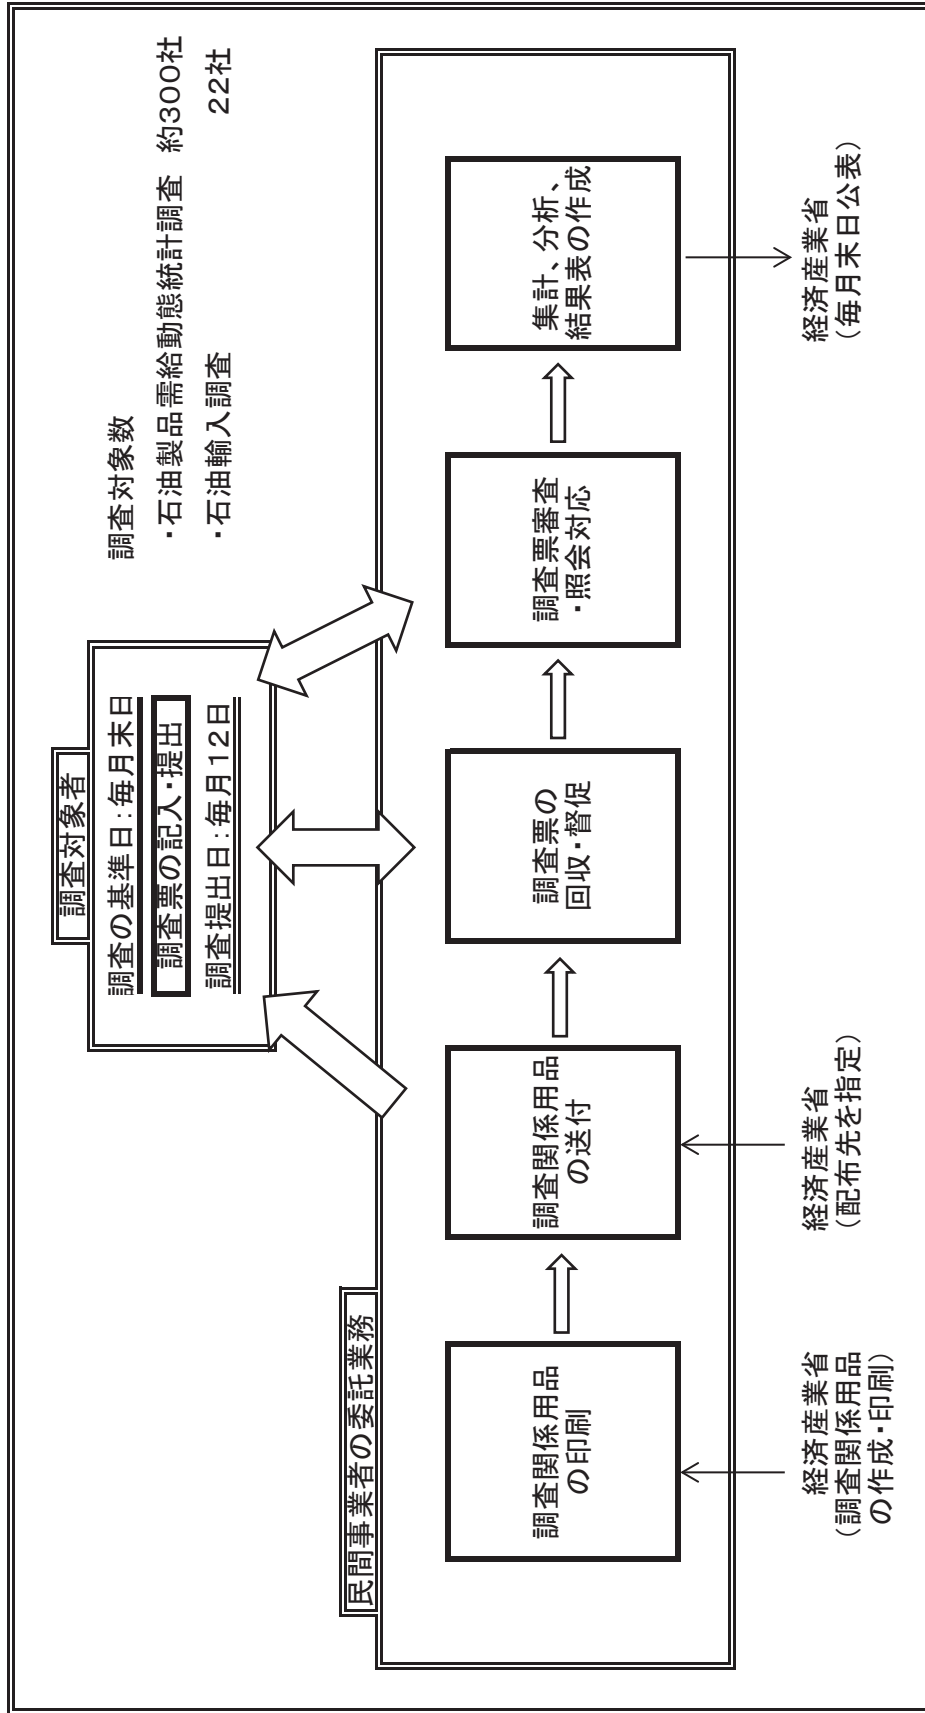 調査対象者
調査の基準日：毎月末日
調査票の記入・提出
調査提出日：毎月12日
調査対象数
・石油製品需給動態統計調査　約300社
・石油輸入調査　22社
民間事業者の委託業務
調査関係用品
の印刷
調査関係用品
の送付
調査票の
回収・督促
調査票審査
・照会対応
集計、分析、
結果表の作成
経済産業省
（調査関係用品
の作成・印刷）
経済産業省
（配布先を指定）
経済産業省
（毎月末日公表）